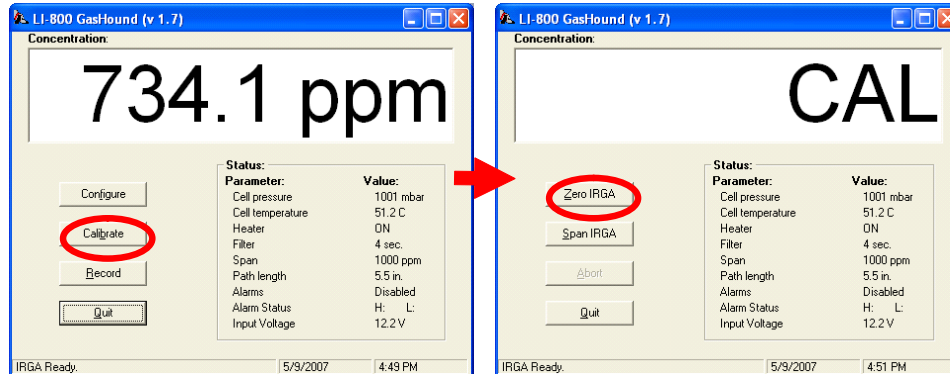 LI-800 GasHound (v 1.7)
Concentration:
734.1 ppm
Configure
Calibrate
Record
Quit
Status:
Parameter: Value:
Cell pressure 1001 mbar
Cell temperature 51.2 C
Heater ON
Filter 4 sec.
Span 1000 ppm
Path length 5.5 in.
Alarms Disabled
Alarm Status H: L:
Input Voltage 12.2 V
IRGA Ready. 5/9/2007 4:49 PM
LI-800 GasHound (v 1.7)
Concentration:
CAL
Zero IRGA
Span IRGA
Abort
Quit
Status:
Parameter: Value:
Cell pressure 1001 mbar
Cell temperature 51.2 C
Heater ON
Filter 4 sec.
Span 1000 ppm
Path length 5.5 in.
Alarms Disabled
Alarm Status H: L:
Input Voltage 12.2 V
IRGA Ready. 5/9/2007 4:51 PM